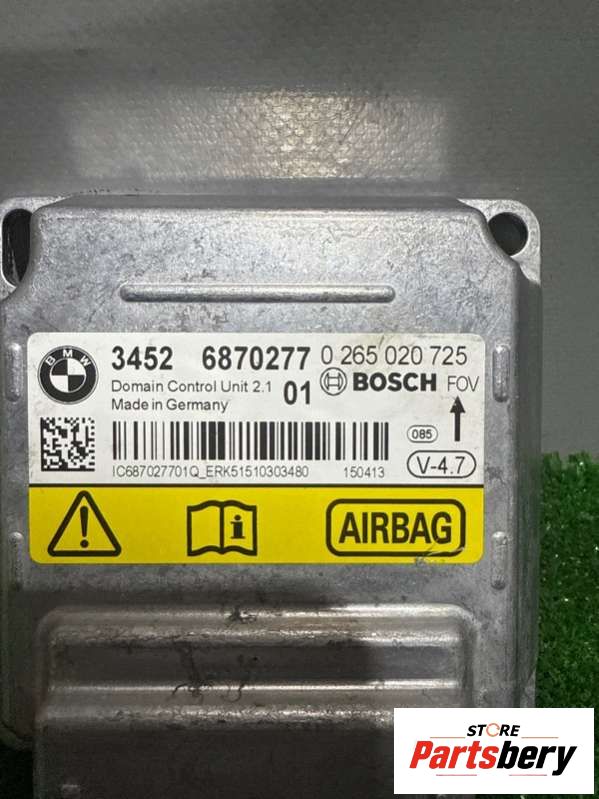 BMW
3452 6870277 0 265 020 725
Domain Control Unit 2.1 01 BOSCH FOV
Made in Germany
085
V-4.7
IC687027701Q_ERK51510303480 150413
AIRBAG
STORE
Partsbery